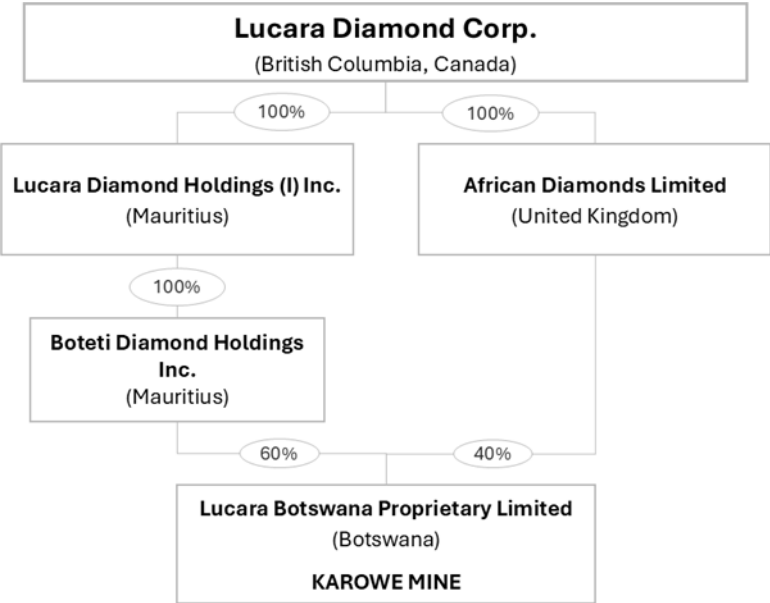 Lucara Diamond Corp.
(British Columbia, Canada)
100%
100%
Lucara Diamond Holdings (I) Inc.
(Mauritius)
African Diamonds Limited
(United Kingdom)
100%
Boteti Diamond Holdings
Inc.
(Mauritius)
60%
40%
Lucara Botswana Proprietary Limited
(Botswana)
KAROWE MINE